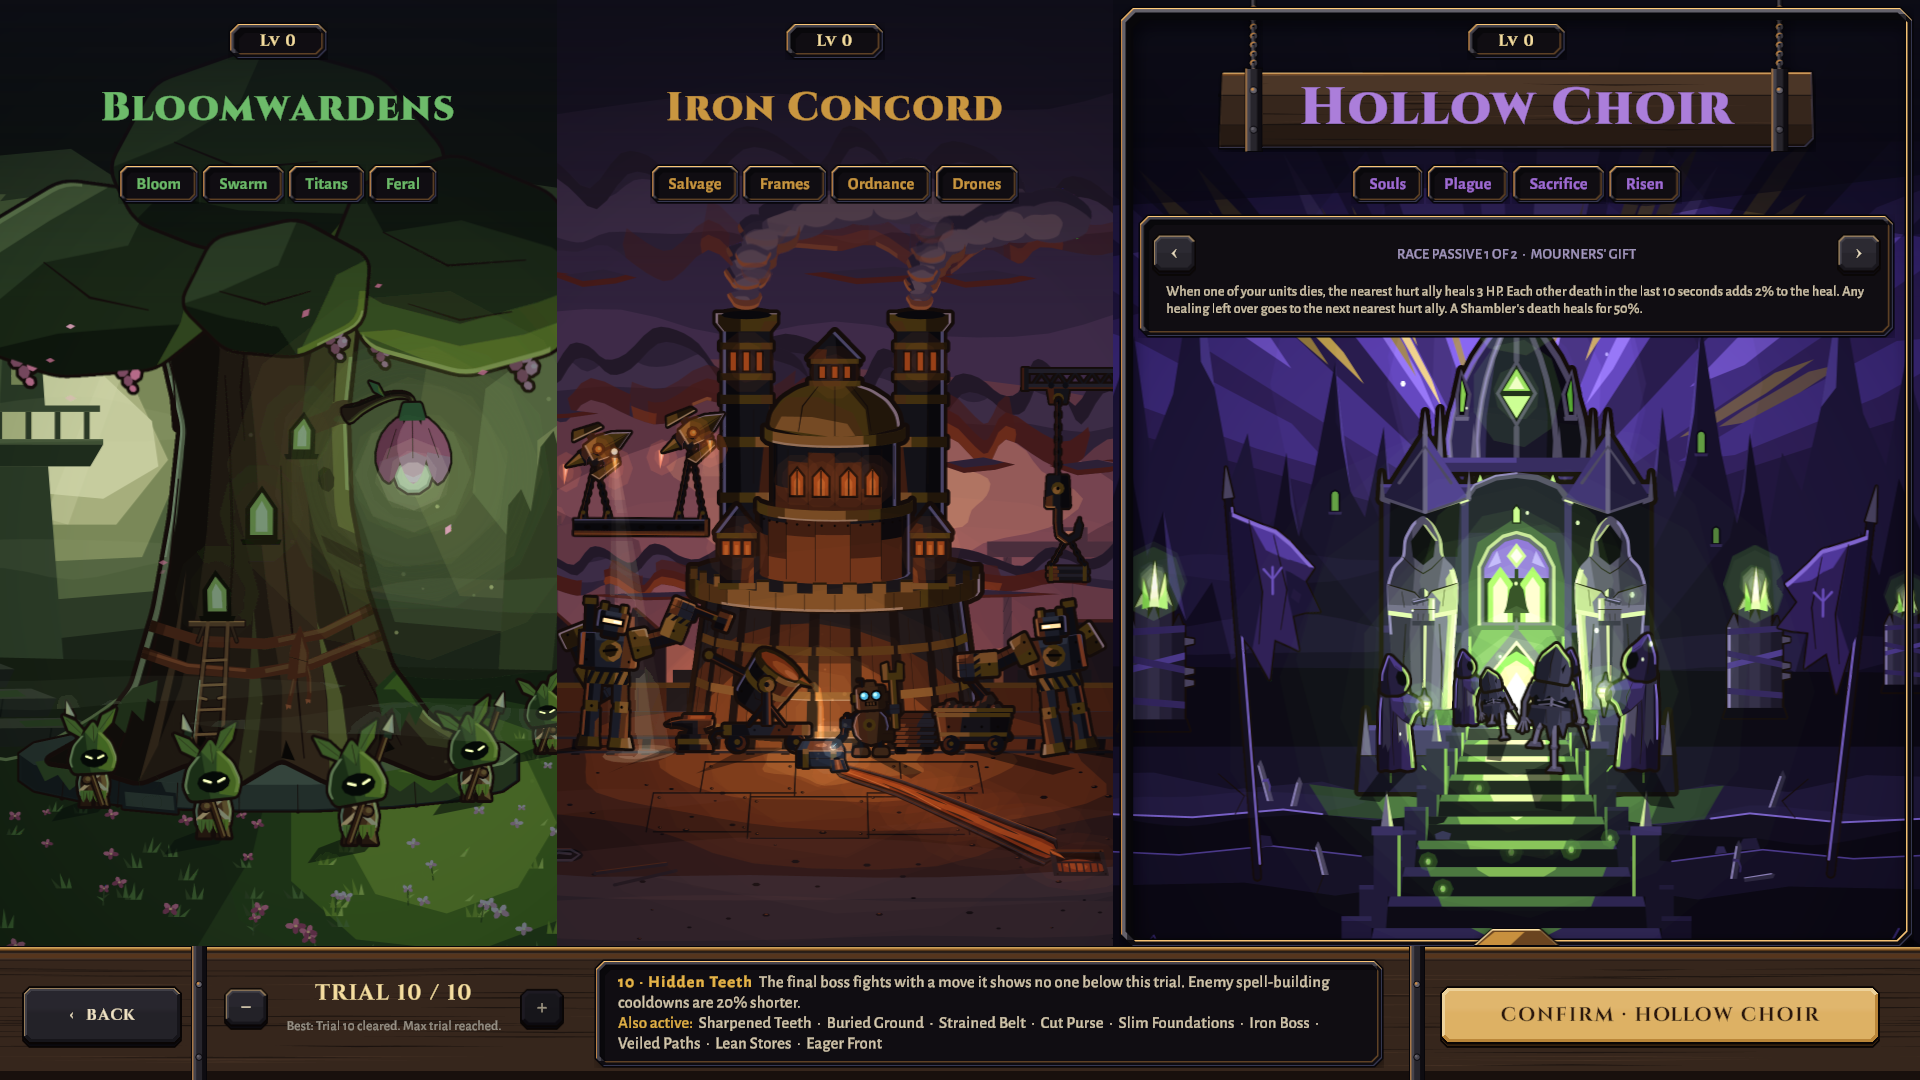 Lv 0
BLOOMWARDENS
Bloom
Swarm
Titans
Feral
Lv 0
IRON CONCORD
Salvage
Frames
Ordnance
Drones
Lv 0
HOLLOW CHOIR
Souls
Plague
Sacrifice
Risen
‹
RACE PASSIVE 1 OF 2 · MOURNERS' GIFT
›
When one of your units dies, the nearest hurt ally heals 3 HP. Each other death in the last 10 seconds adds 2% to the heal. Any
healing left over goes to the next nearest hurt ally. A Shambler's death heals for 50%.
‹ BACK
−
TRIAL 10 / 10
+
Best: Trial 10 cleared. Max trial reached.
10 · Hidden Teeth The final boss fights with a move it shows no one below this trial. Enemy spell-building
cooldowns are 20% shorter.
Also active: Sharpened Teeth · Buried Ground · Strained Belt · Cut Purse · Slim Foundations · Iron Boss ·
Veiled Paths · Lean Stores · Eager Front
CONFIRM · HOLLOW CHOIR